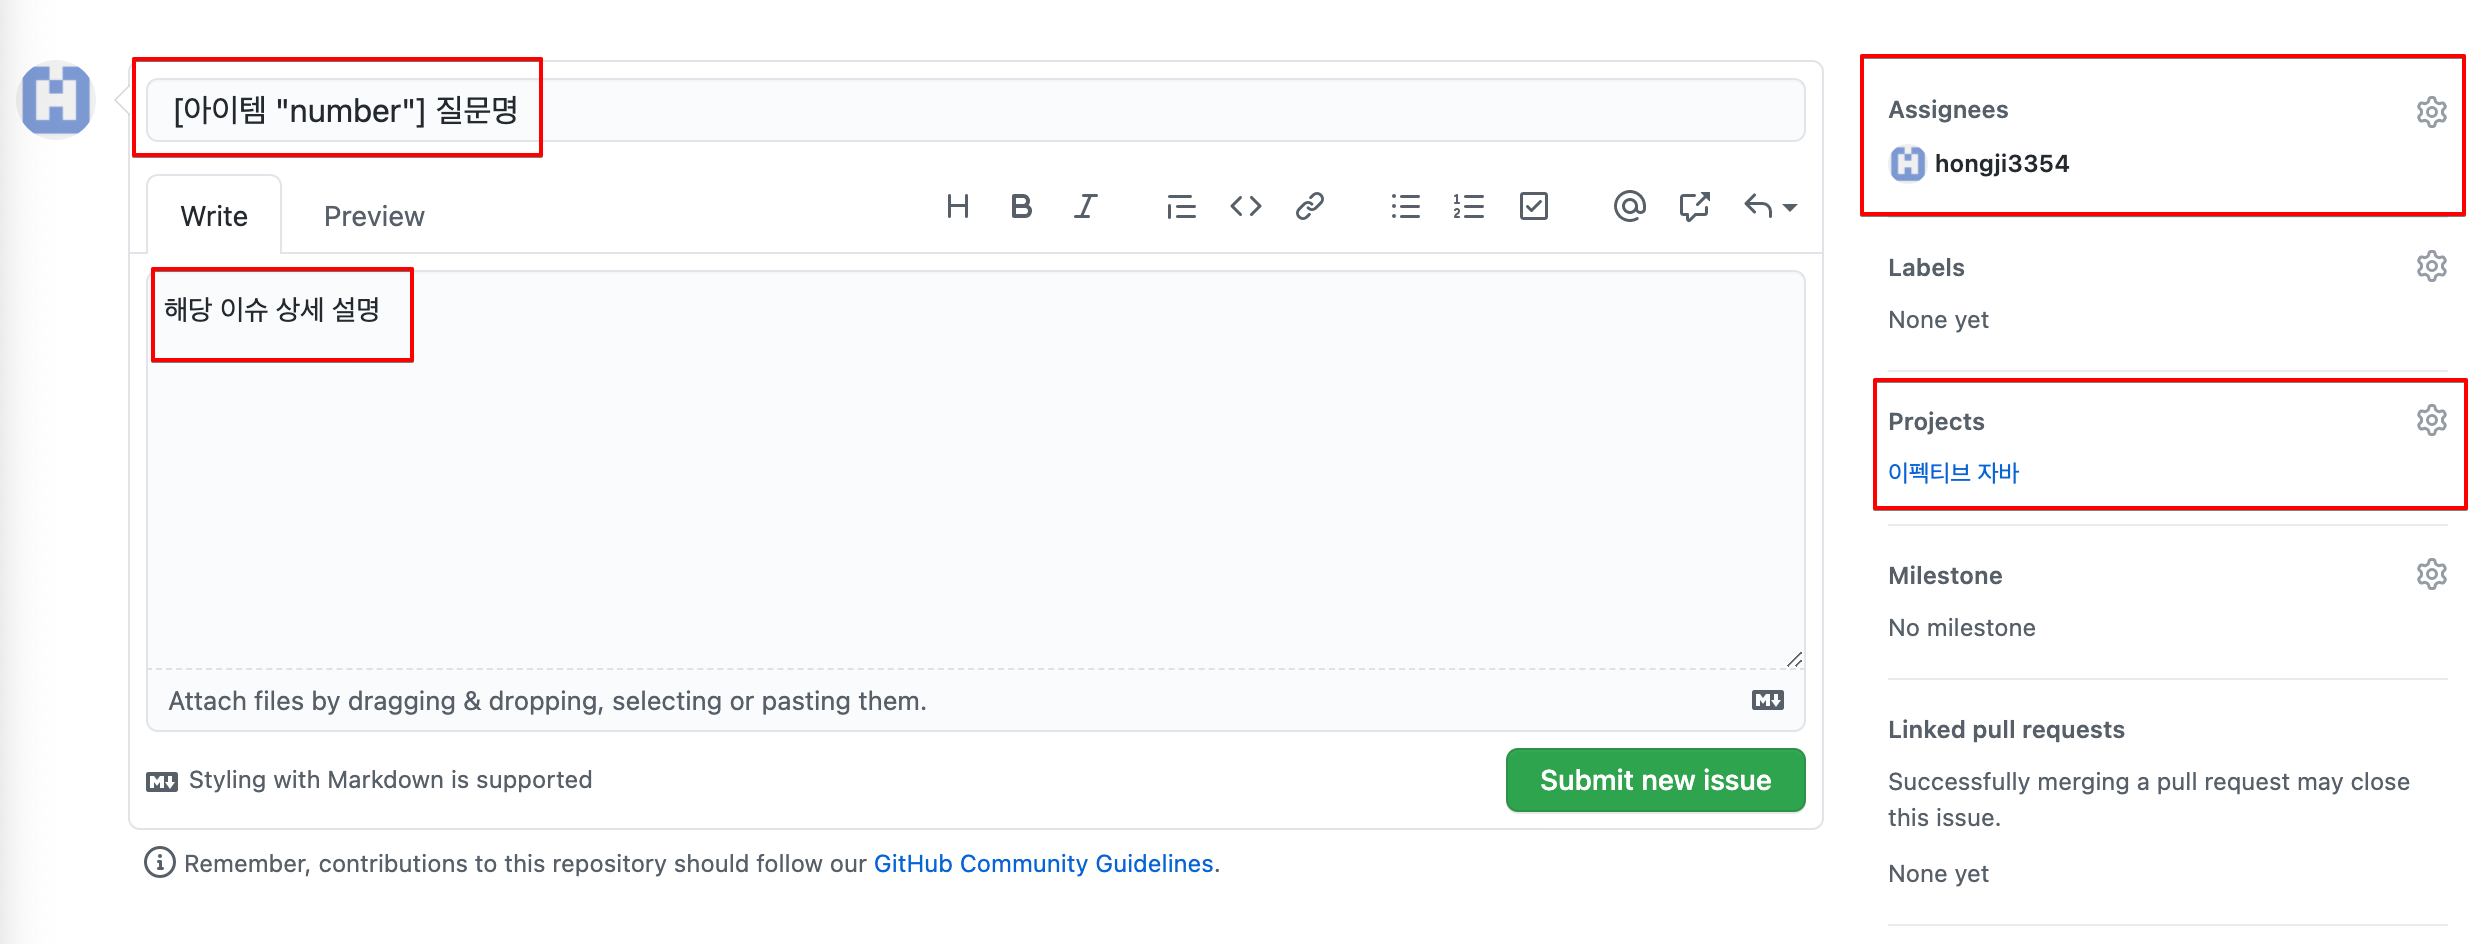 [아이템 "number"] 질문명
Write
Preview
해당 이슈 상세 설명
Attach files by dragging & dropping, selecting or pasting them.
Styling with Markdown is supported
Submit new issue
Remember, contributions to this repository should follow our GitHub Community Guidelines.
Assignees
hongji3354
Labels
None yet
Projects
이펙티브 자바
Milestone
No milestone
Linked pull requests
Successfully merging a pull request may close
this issue.
None yet